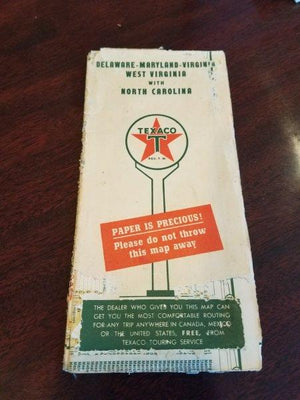 DELAWARE-MARYLAND-VIRGINIA
WEST VIRGINIA
WITH
NORTH CAROLINA
TEXACO
T
REG. T. M.
PAPER IS PRECIOUS!
Please do not throw
this map away
THE DEALER WHO GIVES YOU THIS MAP CAN
GET YOU THE MOST COMFORTABLE ROUTING
FOR ANY TRIP ANYWHERE IN CANADA, MEXICO
OR THE UNITED STATES, FREE, FROM
TEXACO TOURING SERVICE